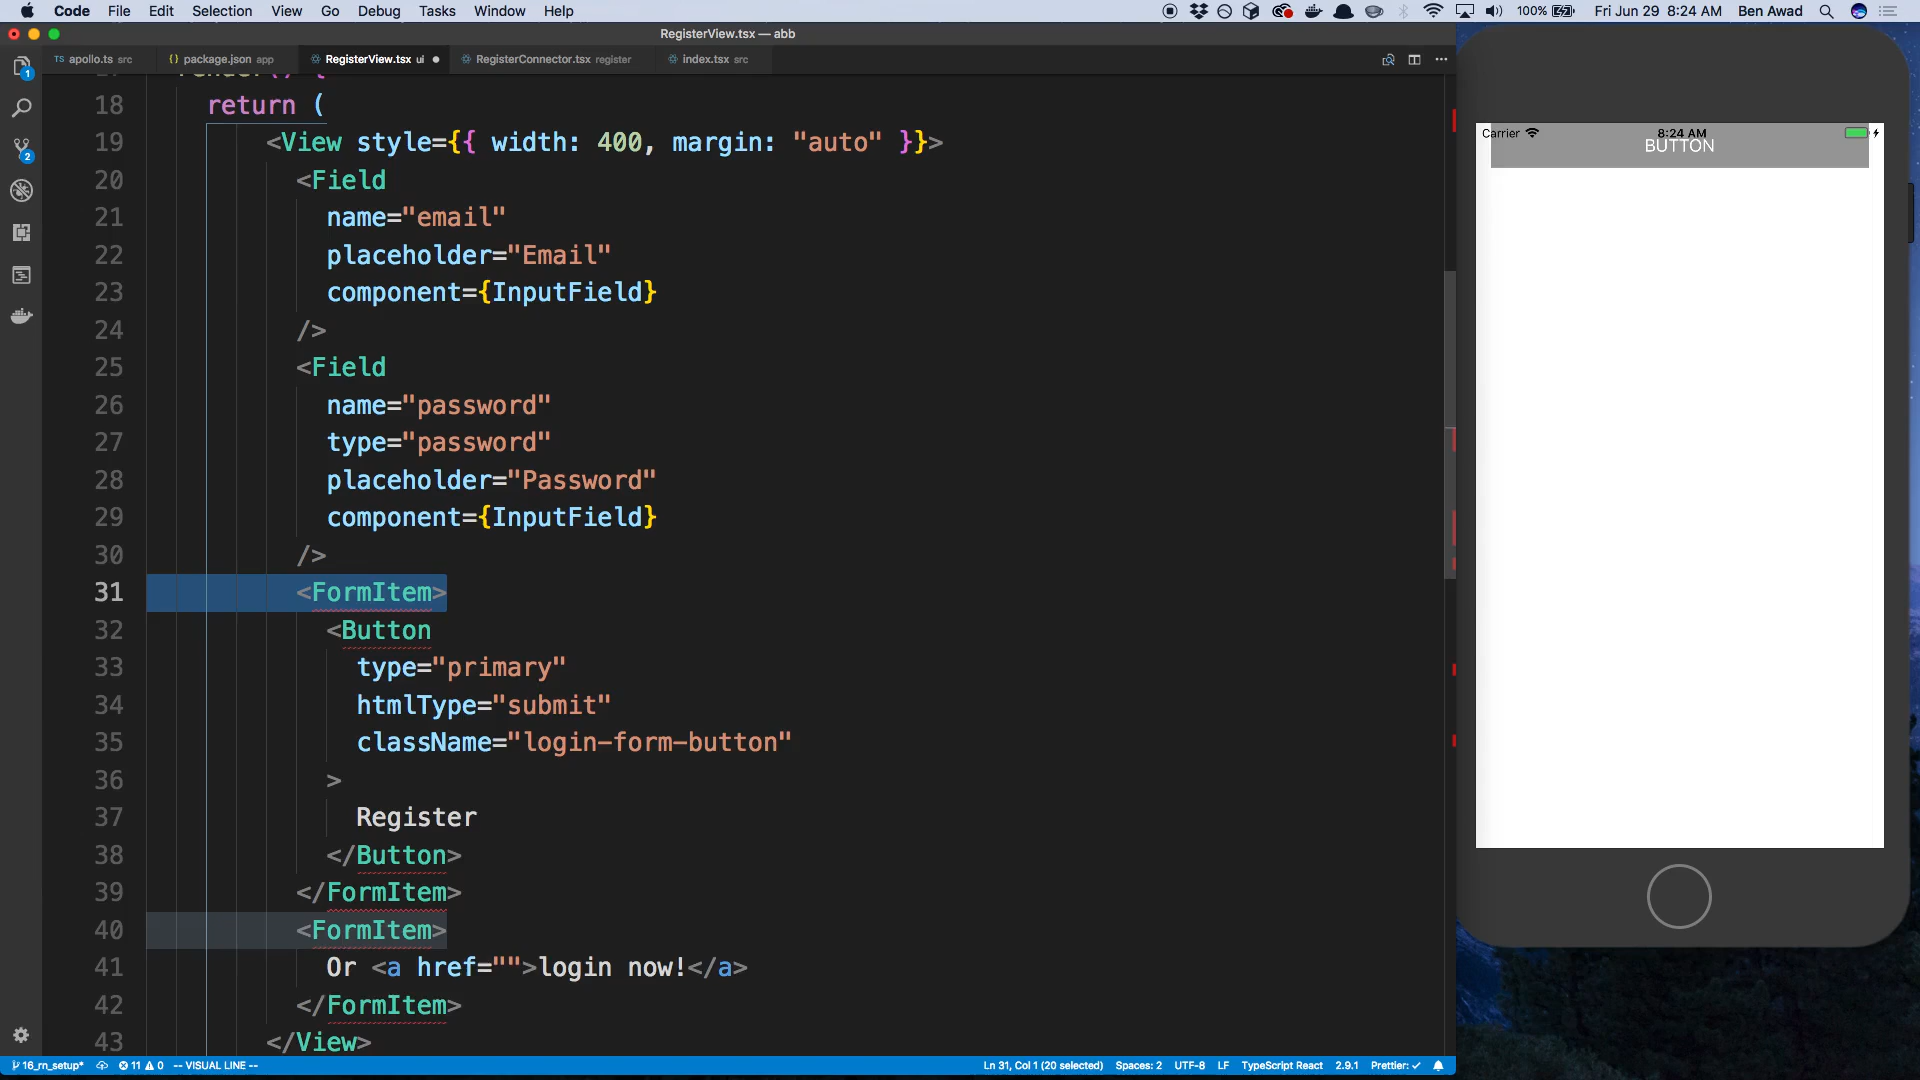 Code File Edit Selection View Go Debug Tasks Window Help 100% Fri Jun 29 8:24 AM Ben Awad
RegisterView.tsx — abb
TS apollo.ts src {} package.json app RegisterView.tsx ui RegisterConnector.tsx register index.tsx src
18 return (
19 <View style={{ width: 400, margin: "auto" }}>
20 <Field
21 name="email"
22 placeholder="Email"
23 component={InputField}
24 />
25 <Field
26 name="password"
27 type="password"
28 placeholder="Password"
29 component={InputField}
30 />
31 <FormItem>
32 <Button
33 type="primary"
34 htmlType="submit"
35 className="login-form-button"
36 >
37 Register
38 </Button>
39 </FormItem>
40 <FormItem>
41 Or <a href="">login now!</a>
42 </FormItem>
43 </View>
1
2
Carrier 8:24 AM
BUTTON
16_rn_setup* 11 0 -- VISUAL LINE -- Ln 31, Col 1 (20 selected) Spaces: 2 UTF-8 LF TypeScript React 2.9.1 Prettier: ✓